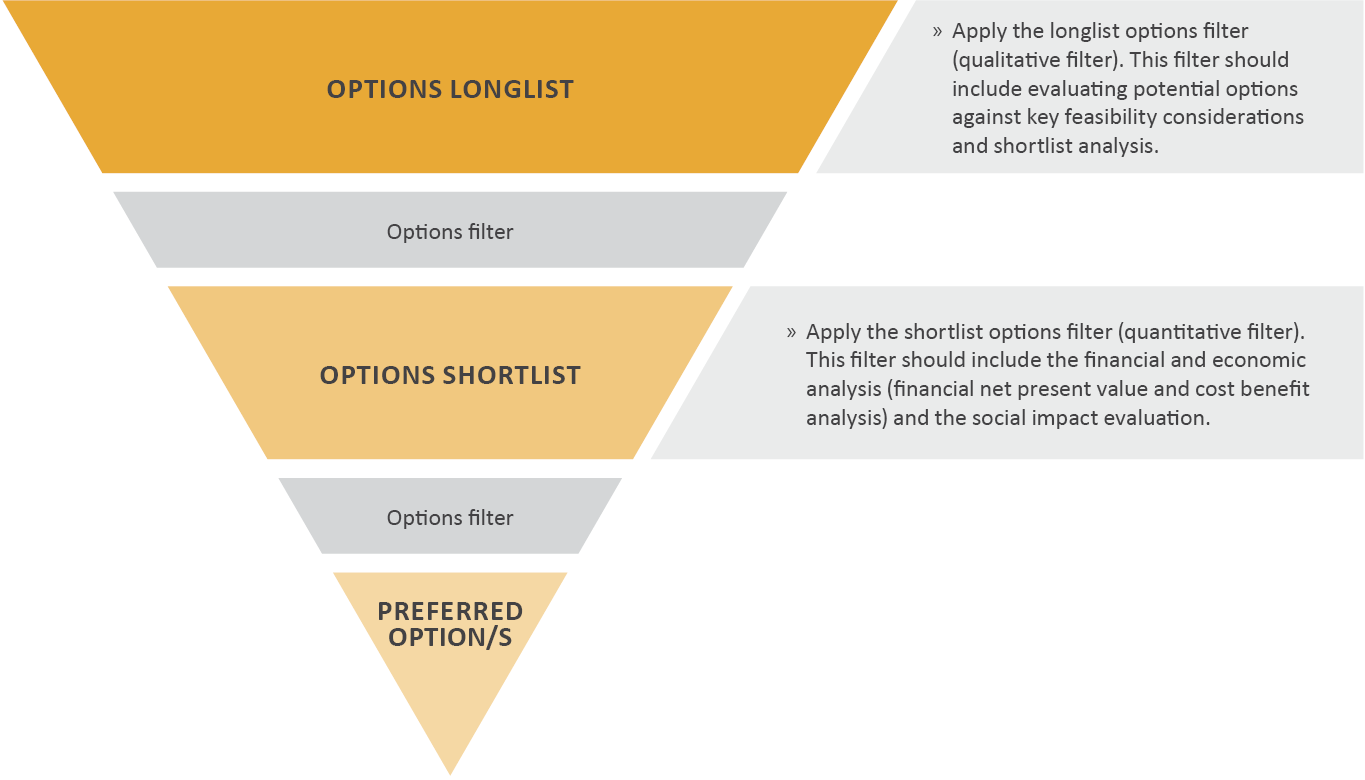 OPTIONS LONGLIST
» Apply the longlist options filter
(qualitative filter). This filter should
include evaluating potential options
against key feasibility considerations
and shortlist analysis.
Options filter
OPTIONS SHORTLIST
» Apply the shortlist options filter (quantitative filter).
This filter should include the financial and economic
analysis (financial net present value and cost benefit
analysis) and the social impact evaluation.
Options filter
PREFERRED
OPTION/S